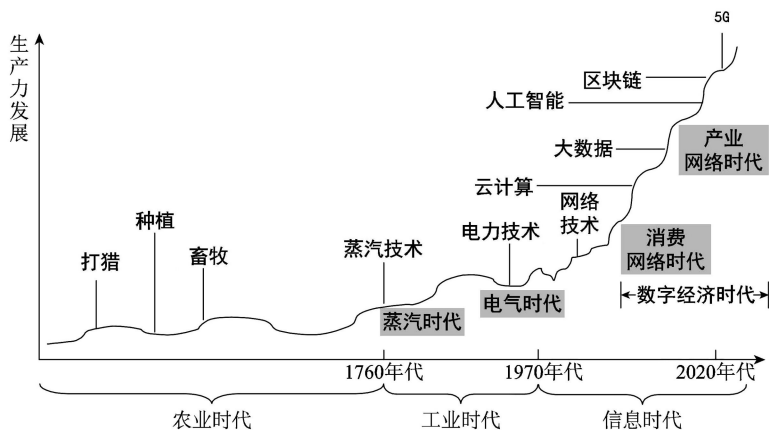 5G
生产力发展
区块链
人工智能
产业
网络时代
大数据
云计算
网络
技术
种植
打猎
畜牧
蒸汽技术
电力技术
消费
网络时代
数字经济时代
电气时代
蒸汽时代
1760年代
1970年代
2020年代
农业时代
工业时代
信息时代